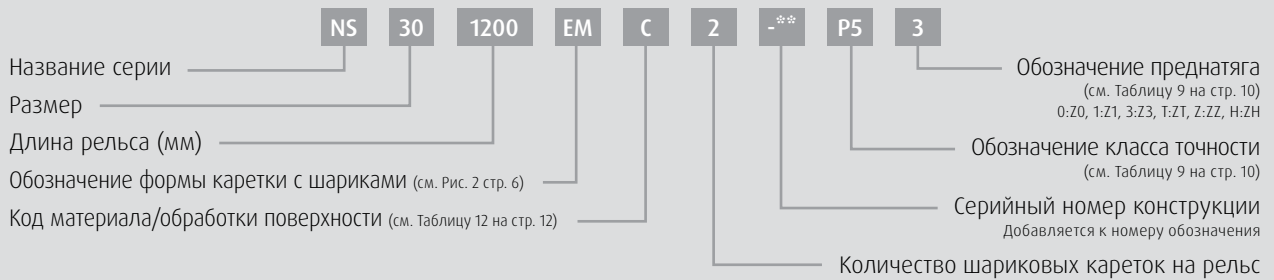 NS 30 1200 EM C 2 -** P5 3
Название серии
Размер
Длина рельса (мм)
Обозначение формы каретки с шариками (см. Рис. 2 стр. 6)
Код материала/обработки поверхности (см. Таблицу 12 на стр. 12)
Обозначение преднатяга
(см. Таблицу 9 на стр. 10)
0:Z0, 1:Z1, 3:Z3, T:ZT, Z:ZZ, H:ZH
Обозначение класса точности
(см. Таблицу 9 на стр. 10)
Серийный номер конструкции
Добавляется к номеру обозначения
Количество шариковых кареток на рельс